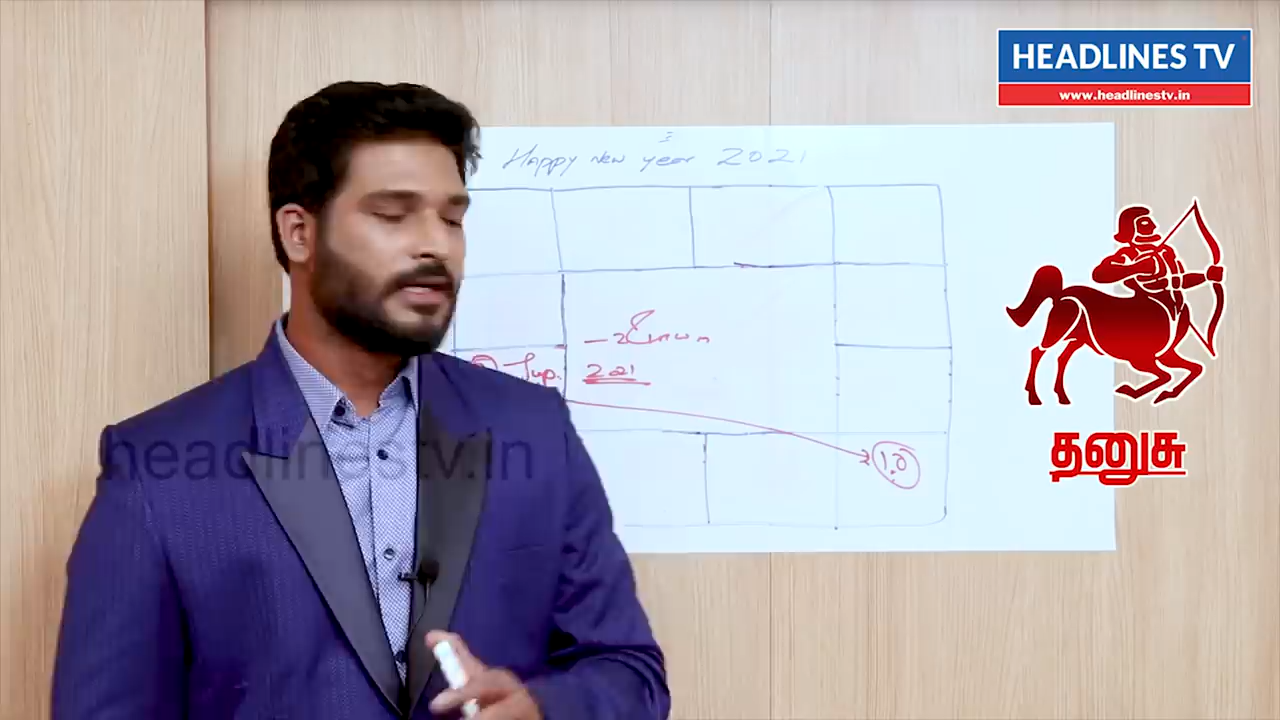 HEADLINES TV
www.headlinestv.in
Happy new year 2021
Jup.
2021
தனுசு
headlinestv.in